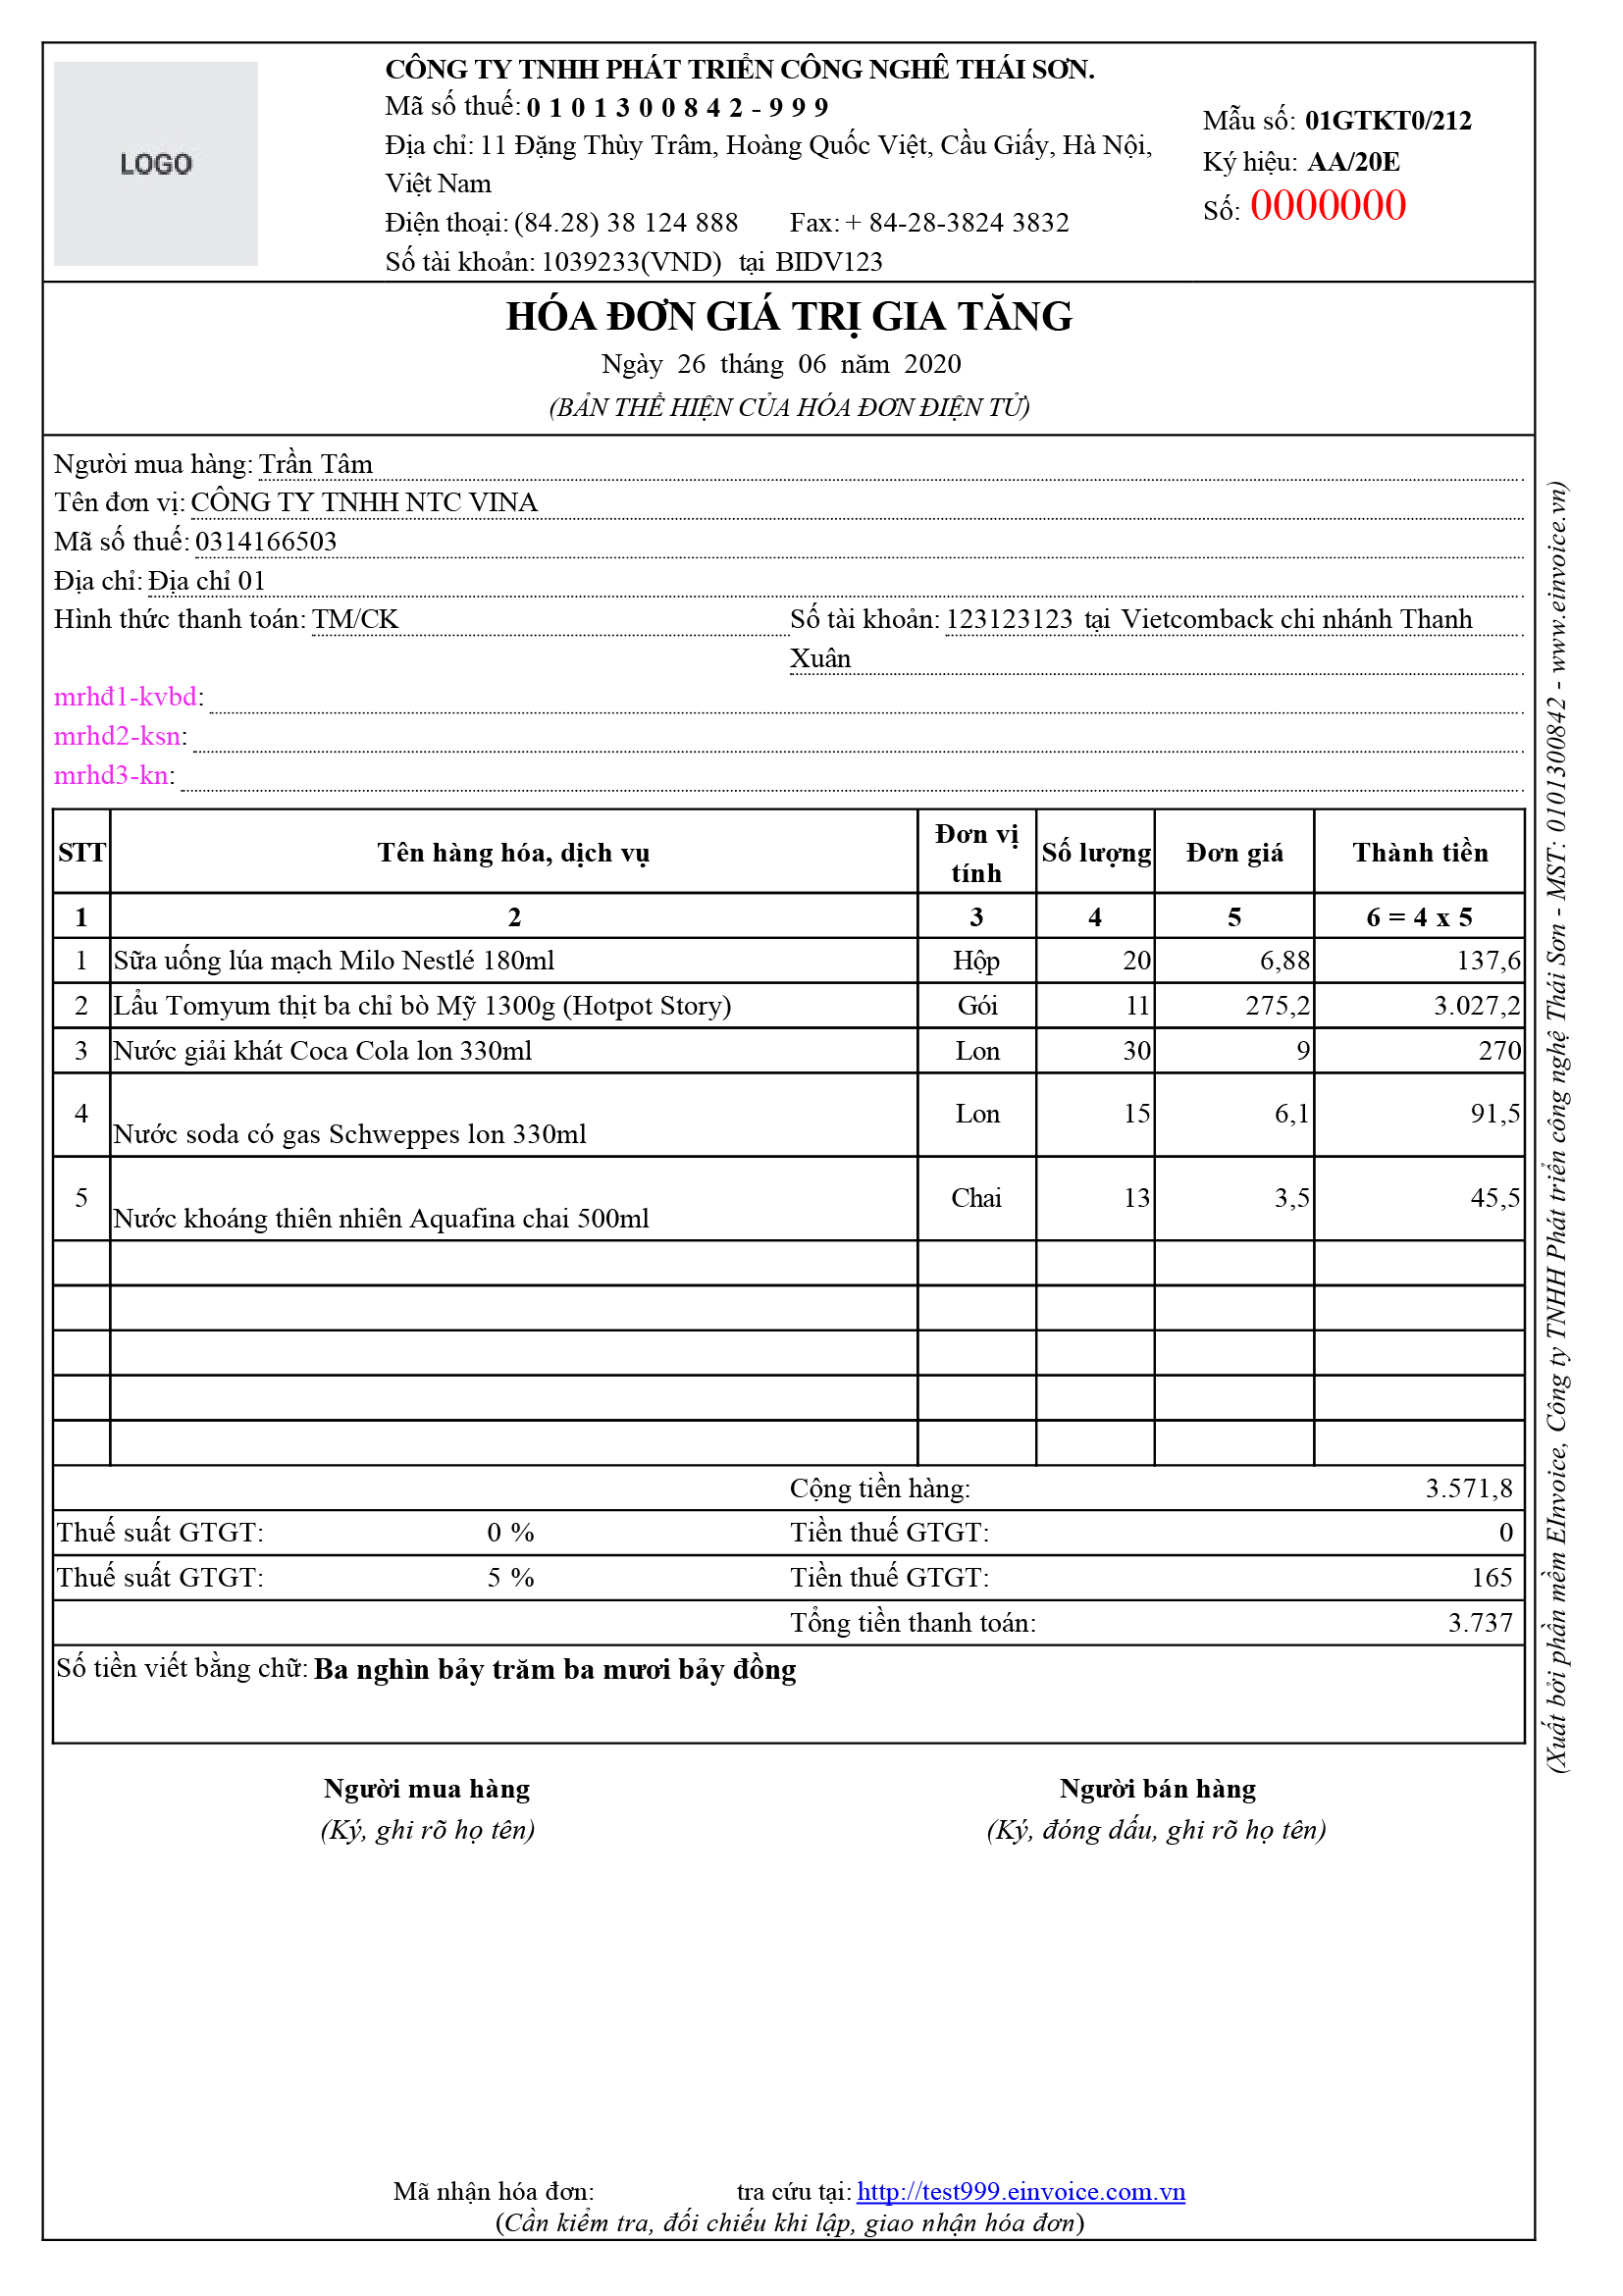 LOGO
CÔNG TY TNHH PHÁT TRIỂN CÔNG NGHÊ THÁI SƠN.
Mã số thuế: 0 1 0 1 3 0 0 8 4 2 - 9 9 9
Địa chỉ: 11 Đặng Thùy Trâm, Hoàng Quốc Việt, Cầu Giấy, Hà Nội,
Việt Nam
Điện thoại: (84.28) 38 124 888 Fax: + 84-28-3824 3832
Số tài khoản: 1039233(VND) tại BIDV123
Mẫu số: 01GTKT0/212
Ký hiệu: AA/20E
Số: 0000000
HÓA ĐƠN GIÁ TRỊ GIA TĂNG
Ngày 26 tháng 06 năm 2020
(BẢN THỂ HIỆN CỦA HÓA ĐƠN ĐIỆN TỬ)
Người mua hàng: Trần Tâm
Tên đơn vị: CÔNG TY TNHH NTC VINA
Mã số thuế: 0314166503
Địa chỉ: Địa chỉ 01
Hình thức thanh toán: TM/CK Số tài khoản: 123123123 tại Vietcomback chi nhánh Thanh
Xuân
mrhđ1-kvbd:
mrhd2-ksn:
mrhd3-kn:
STT Tên hàng hóa, dịch vụ Đơn vị tính Số lượng Đơn giá Thành tiền
1 2 3 4 5 6 = 4 x 5
1 Sữa uống lúa mạch Milo Nestlé 180ml Hộp 20 6,88 137,6
2 Lẩu Tomyum thịt ba chỉ bò Mỹ 1300g (Hotpot Story) Gói 11 275,2 3.027,2
3 Nước giải khát Coca Cola lon 330ml Lon 30 9 270
4 Nước soda có gas Schweppes lon 330ml Lon 15 6,1 91,5
5 Nước khoáng thiên nhiên Aquafina chai 500ml Chai 13 3,5 45,5
Cộng tiền hàng: 3.571,8
Thuế suất GTGT: 0 % Tiền thuế GTGT: 0
Thuế suất GTGT: 5 % Tiền thuế GTGT: 165
Tổng tiền thanh toán: 3.737
Số tiền viết bằng chữ: Ba nghìn bảy trăm ba mươi bảy đồng
Người mua hàng Người bán hàng
(Ký, ghi rõ họ tên) (Ký, đóng dấu, ghi rõ họ tên)
Mã nhận hóa đơn: tra cứu tại: http://test999.einvoice.com.vn
(Cần kiểm tra, đối chiếu khi lập, giao nhận hóa đơn)
(Xuất bởi phần mềm EInvoice, Công ty TNHH Phát triển công nghệ Thái Sơn - MST: 0101300842 - www.einvoice.vn)